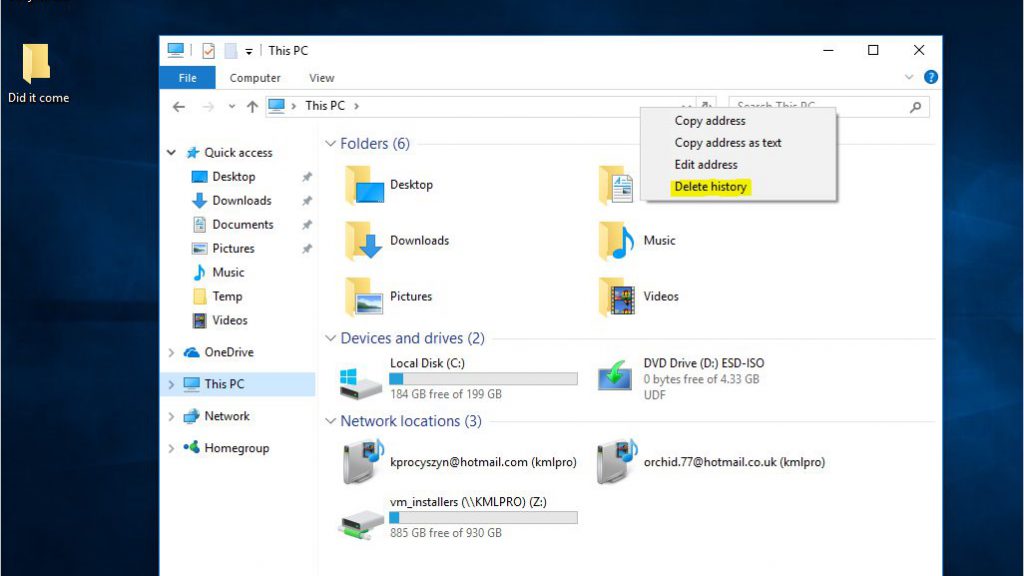 Did it come
This PC
File Computer View
This PC
Search This PC
Copy address
Copy address as text
Edit address
Delete history
Quick access
Desktop
Downloads
Documents
Pictures
Music
Temp
Videos
OneDrive
This PC
Network
Homegroup
Folders (6)
Desktop
Downloads
Music
Pictures
Videos
Devices and drives (2)
Local Disk (C:)
184 GB free of 199 GB
DVD Drive (D:) ESD-ISO
0 bytes free of 4.33 GB
UDF
Network locations (3)
kprocyszyn@hotmail.com (kmlpro)
orchid.77@hotmail.co.uk (kmlpro)
vm_installers (\\KMLPRO) (Z:)
885 GB free of 930 GB